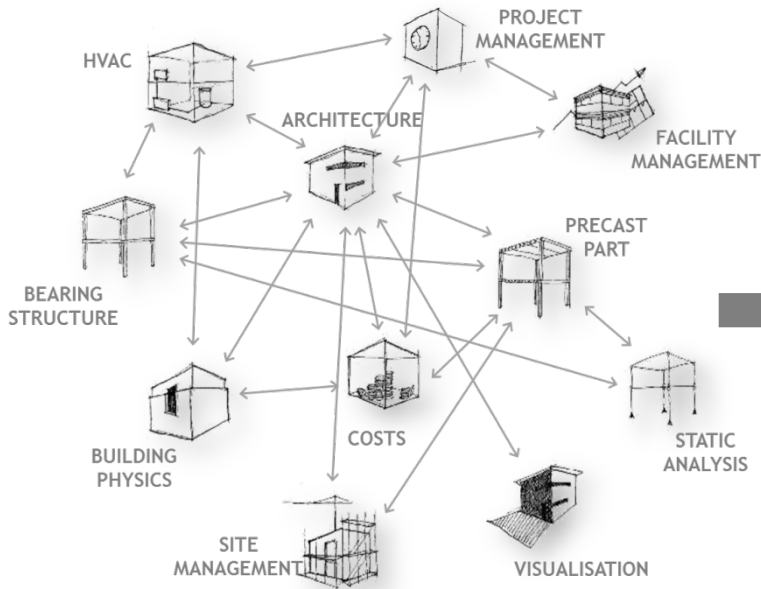 PROJECT
MANAGEMENT
HVAC
ARCHITECTURE
FACILITY
MANAGEMENT
PRECAST
PART
BEARING
STRUCTURE
COSTS
STATIC
ANALYSIS
BUILDING
PHYSICS
SITE
MANAGEMENT
VISUALISATION